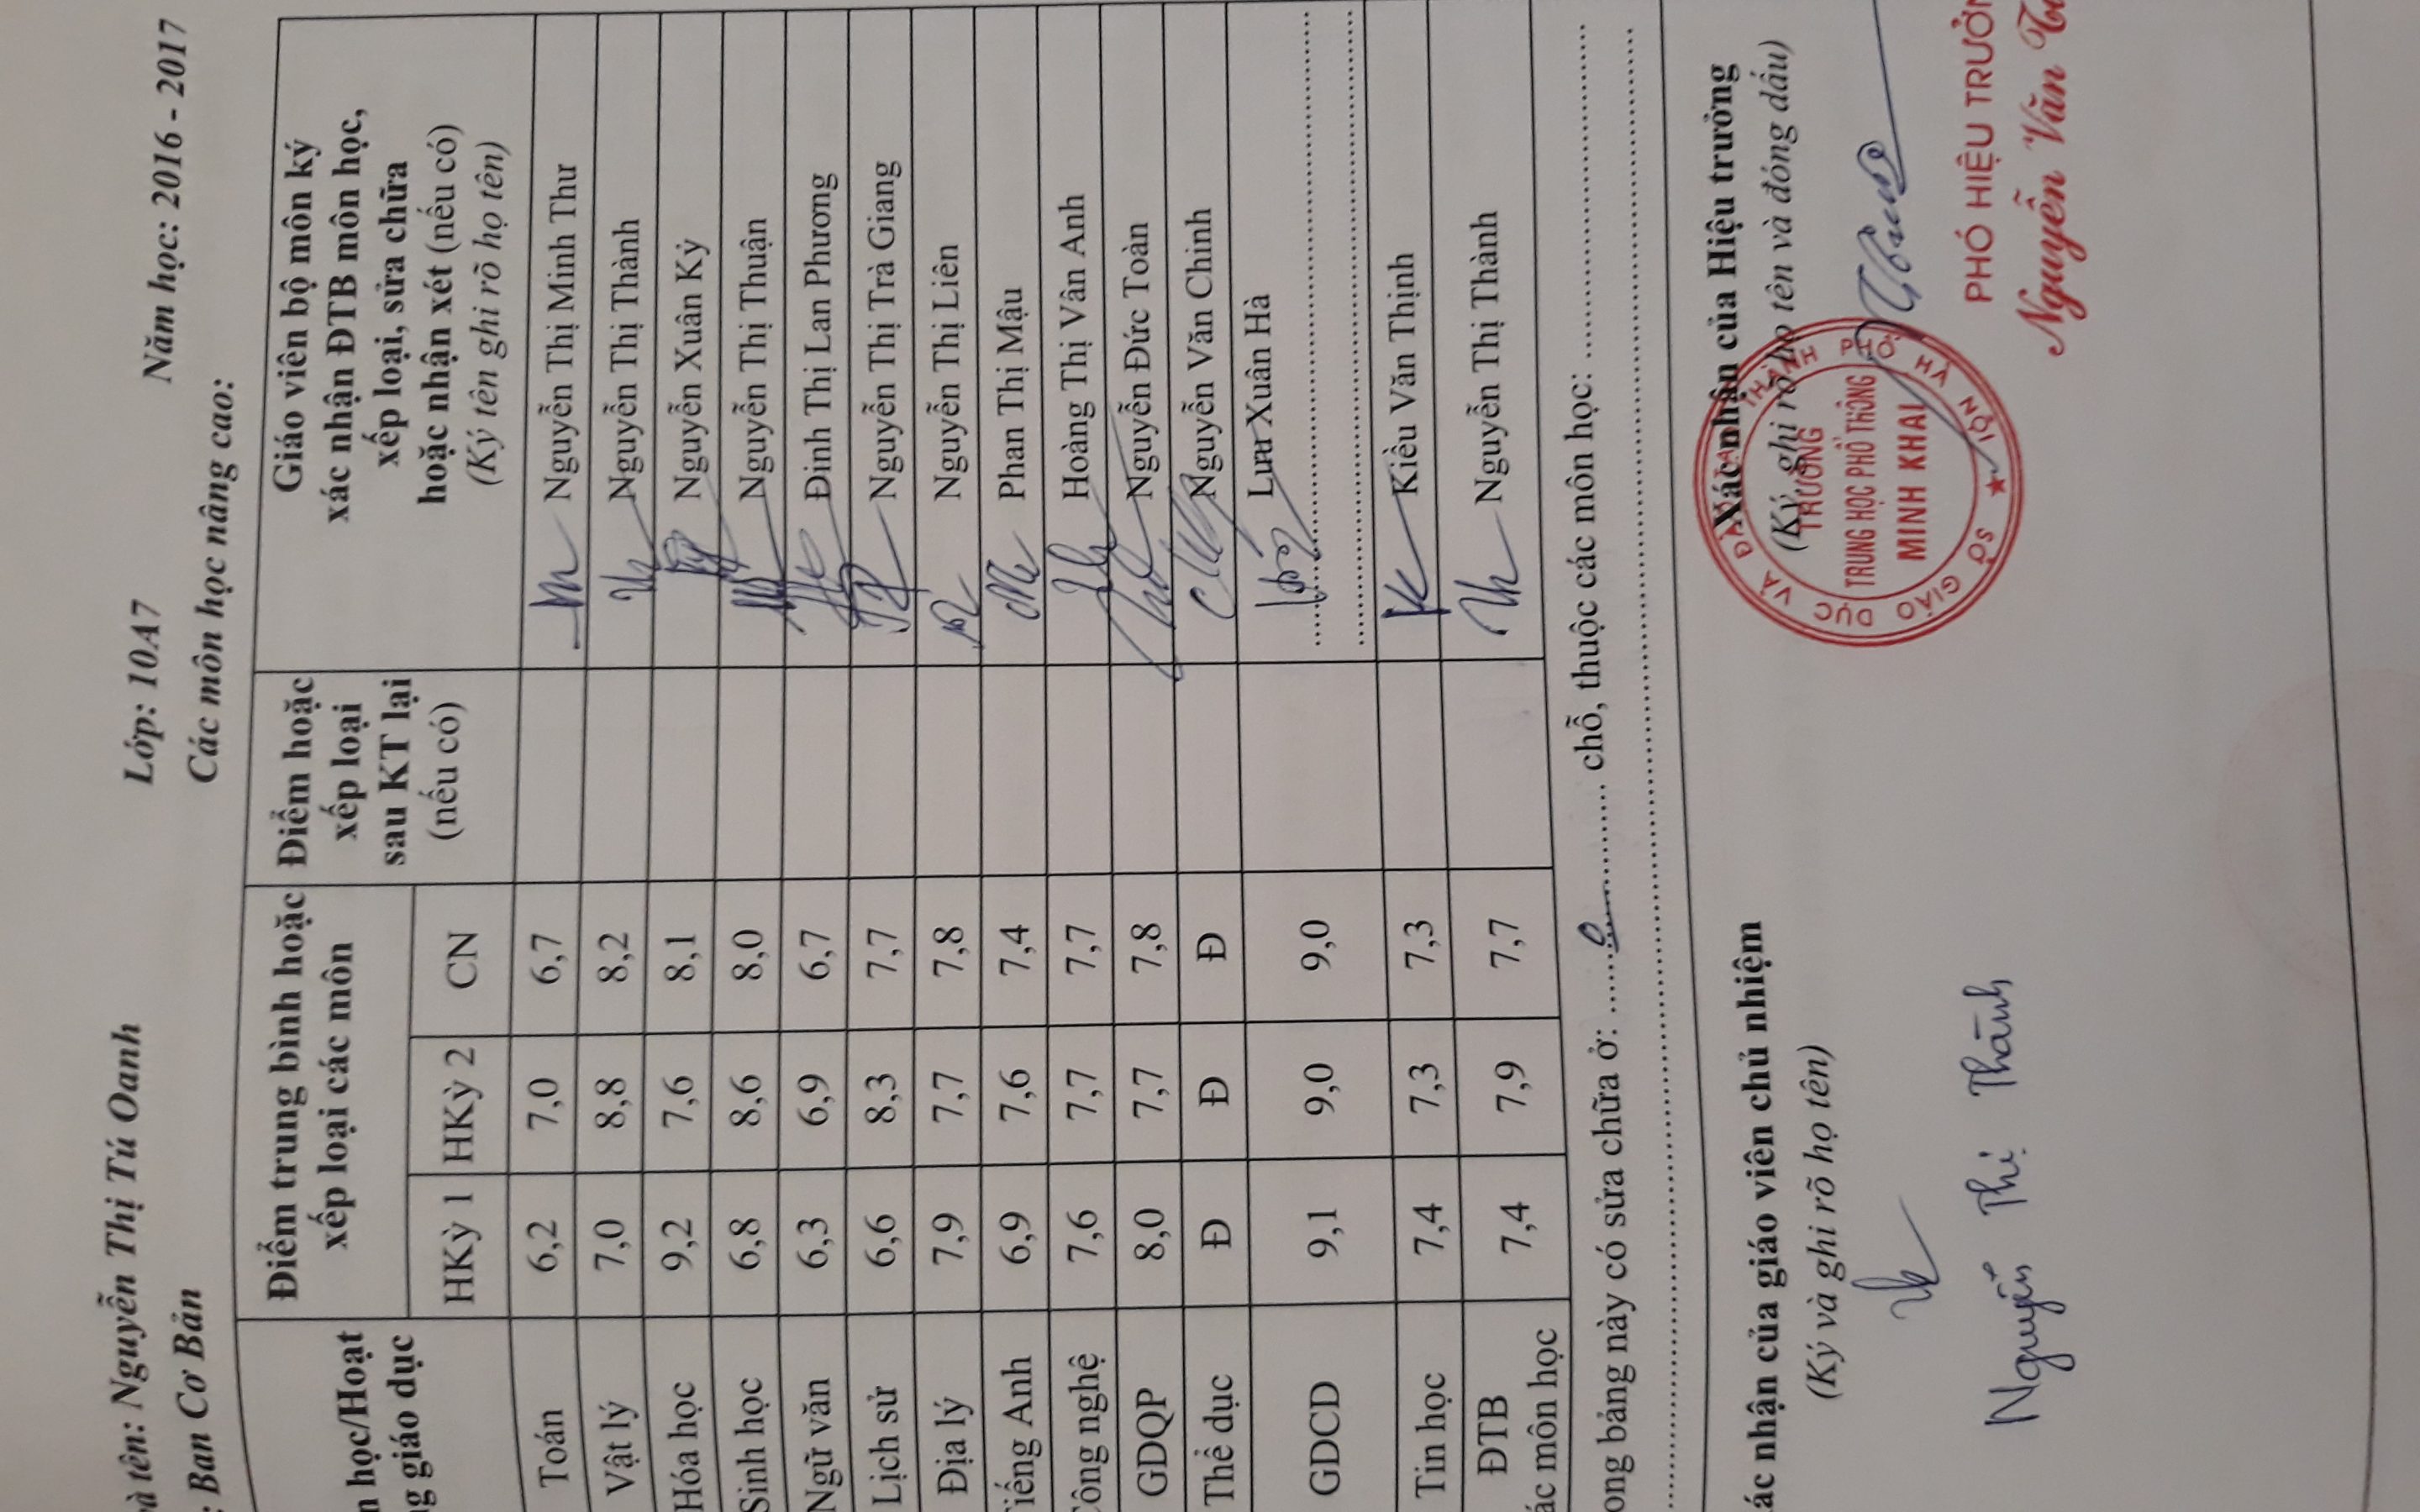 và tên: Nguyễn Thị Tú Oanh Lớp: 10A7 Năm học: 2016 - 2017
: Ban Cơ Bản Các môn học nâng cao:
n học/Hoạt
ng giáo dục
Điểm trung bình hoặc
xếp loại các môn
HKỳ 1 HKỳ 2 CN
Điểm hoặc
xếp loại
sau KT lại
(nếu có)
Giáo viên bộ môn ký
xác nhận ĐTB môn học,
xếp loại, sửa chữa
hoặc nhận xét (nếu có)
(Ký tên ghi rõ họ tên)
Toán 6,2 7,0 6,7 Nguyễn Thị Minh Thư
Vật lý 7,0 8,8 8,2 Nguyễn Thị Thành
Hóa học 9,2 7,6 8,1 Nguyễn Xuân Kỷ
Sinh học 6,8 8,6 8,0 Nguyễn Thị Thuận
Ngữ văn 6,3 6,9 6,7 Đinh Thị Lan Phương
Lịch sử 6,6 8,3 7,7 Nguyễn Thị Trà Giang
Địa lý 7,9 7,7 7,8 Nguyễn Thị Liên
iếng Anh 6,9 7,6 7,4 Phan Thị Mậu
ông nghệ 7,6 7,7 7,7 Hoàng Thị Vân Anh
GDQP 8,0 7,7 7,8 Nguyễn Đức Toàn
Thể dục Đ Đ Đ Nguyễn Văn Chinh
GDCD 9,1 9,0 9,0 Lưu Xuân Hà
Tin học 7,4 7,3 7,3 Kiều Văn Thịnh
ĐTB
ác môn học 7,4 7,9 7,7 Nguyễn Thị Thành
ong bảng này có sửa chữa ở: ......0........... chỗ, thuộc các môn học: ..........
ác nhận của giáo viên chủ nhiệm
(Ký và ghi rõ họ tên)
Nguyễn Thị Thành
Xác nhận của Hiệu trưởng
(Ký, ghi rõ họ tên và đóng dấu)
SỞ GIÁO DỤC VÀ ĐÀO TẠO THÀNH PHỐ HÀ NỘI
TRƯỜNG
TRUNG HỌC PHỔ THÔNG
MINH KHAI
PHÓ HIỆU TRƯỞN
Nguyễn Văn